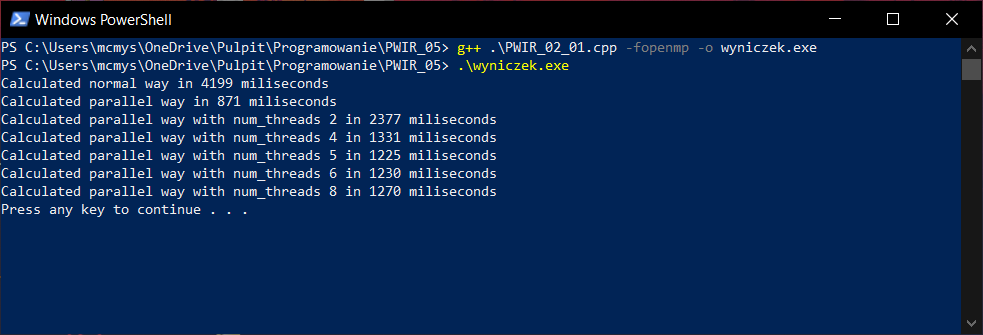 Windows PowerShell
PS C:\Users\mcmys\OneDrive\Pulpit\Programowanie\PWIR_05> g++ .\PWIR_02_01.cpp -fopenmp -o wyniczek.exe
PS C:\Users\mcmys\OneDrive\Pulpit\Programowanie\PWIR_05> .\wyniczek.exe
Calculated normal way in 4199 miliseconds
Calculated parallel way in 871 miliseconds
Calculated parallel way with num_threads 2 in 2377 miliseconds
Calculated parallel way with num_threads 4 in 1331 miliseconds
Calculated parallel way with num_threads 5 in 1225 miliseconds
Calculated parallel way with num_threads 6 in 1230 miliseconds
Calculated parallel way with num_threads 8 in 1270 miliseconds
Press any key to continue . . .